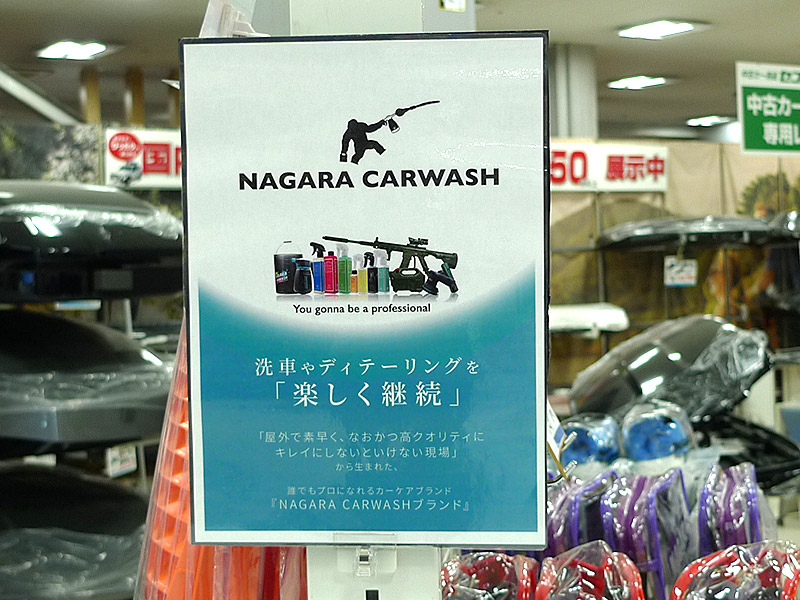 NAGARA CARWASH
You gonna be a professional
洗車やディテーリングを
「楽しく継続」
「屋外で素早く、なおかつ高クオリティに
キレイにしないといけない現場」
から生まれた、
誰でもプロになれるカーケアブランド
『NAGARA CARWASHブランド』
国
50 展示中
中古カー
専用